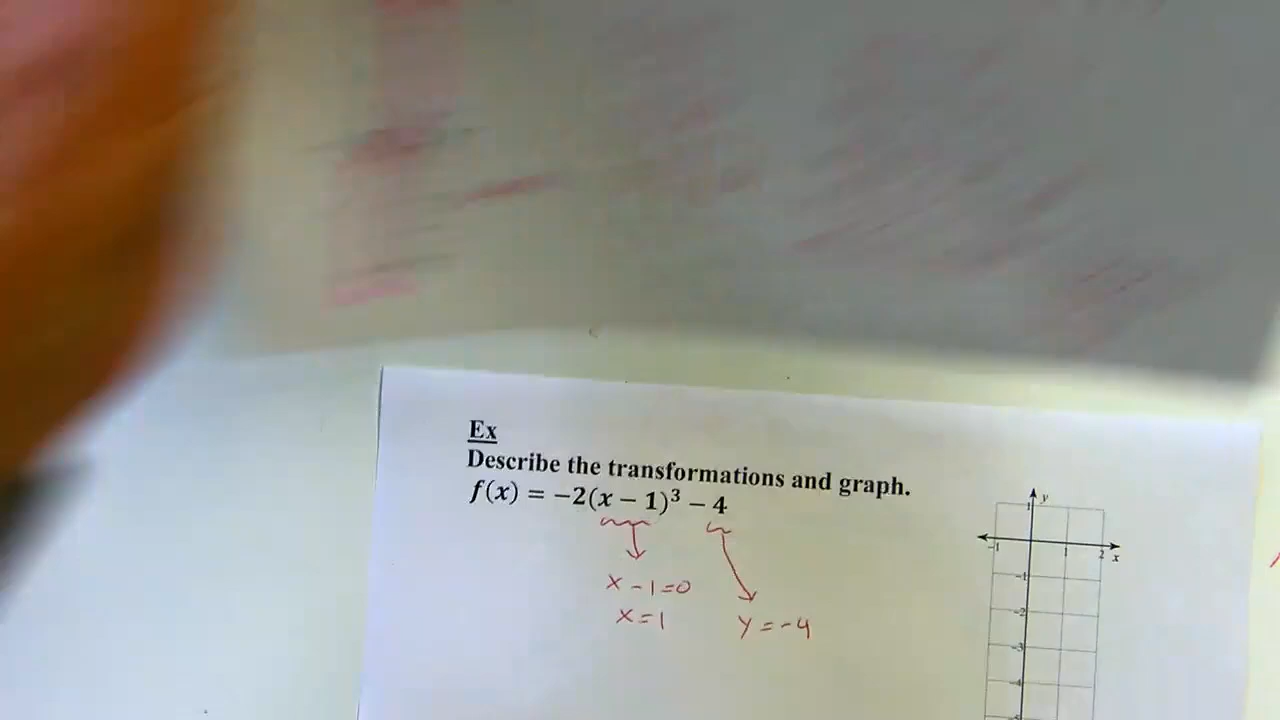 Ex
Describe the transformations and graph.
f(x) = −2(x − 1)³ − 4
x - 1 = 0
x = 1
y = -4
y
1
-1
1
2
x
-1
-2
-3
-4